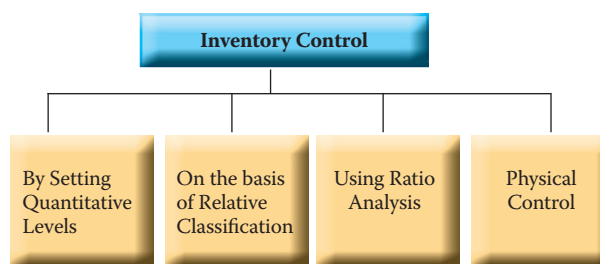 Inventory Control
By Setting
Quantitative
Levels
On the basis
of Relative
Classification
Using Ratio
Analysis
Physical
Control